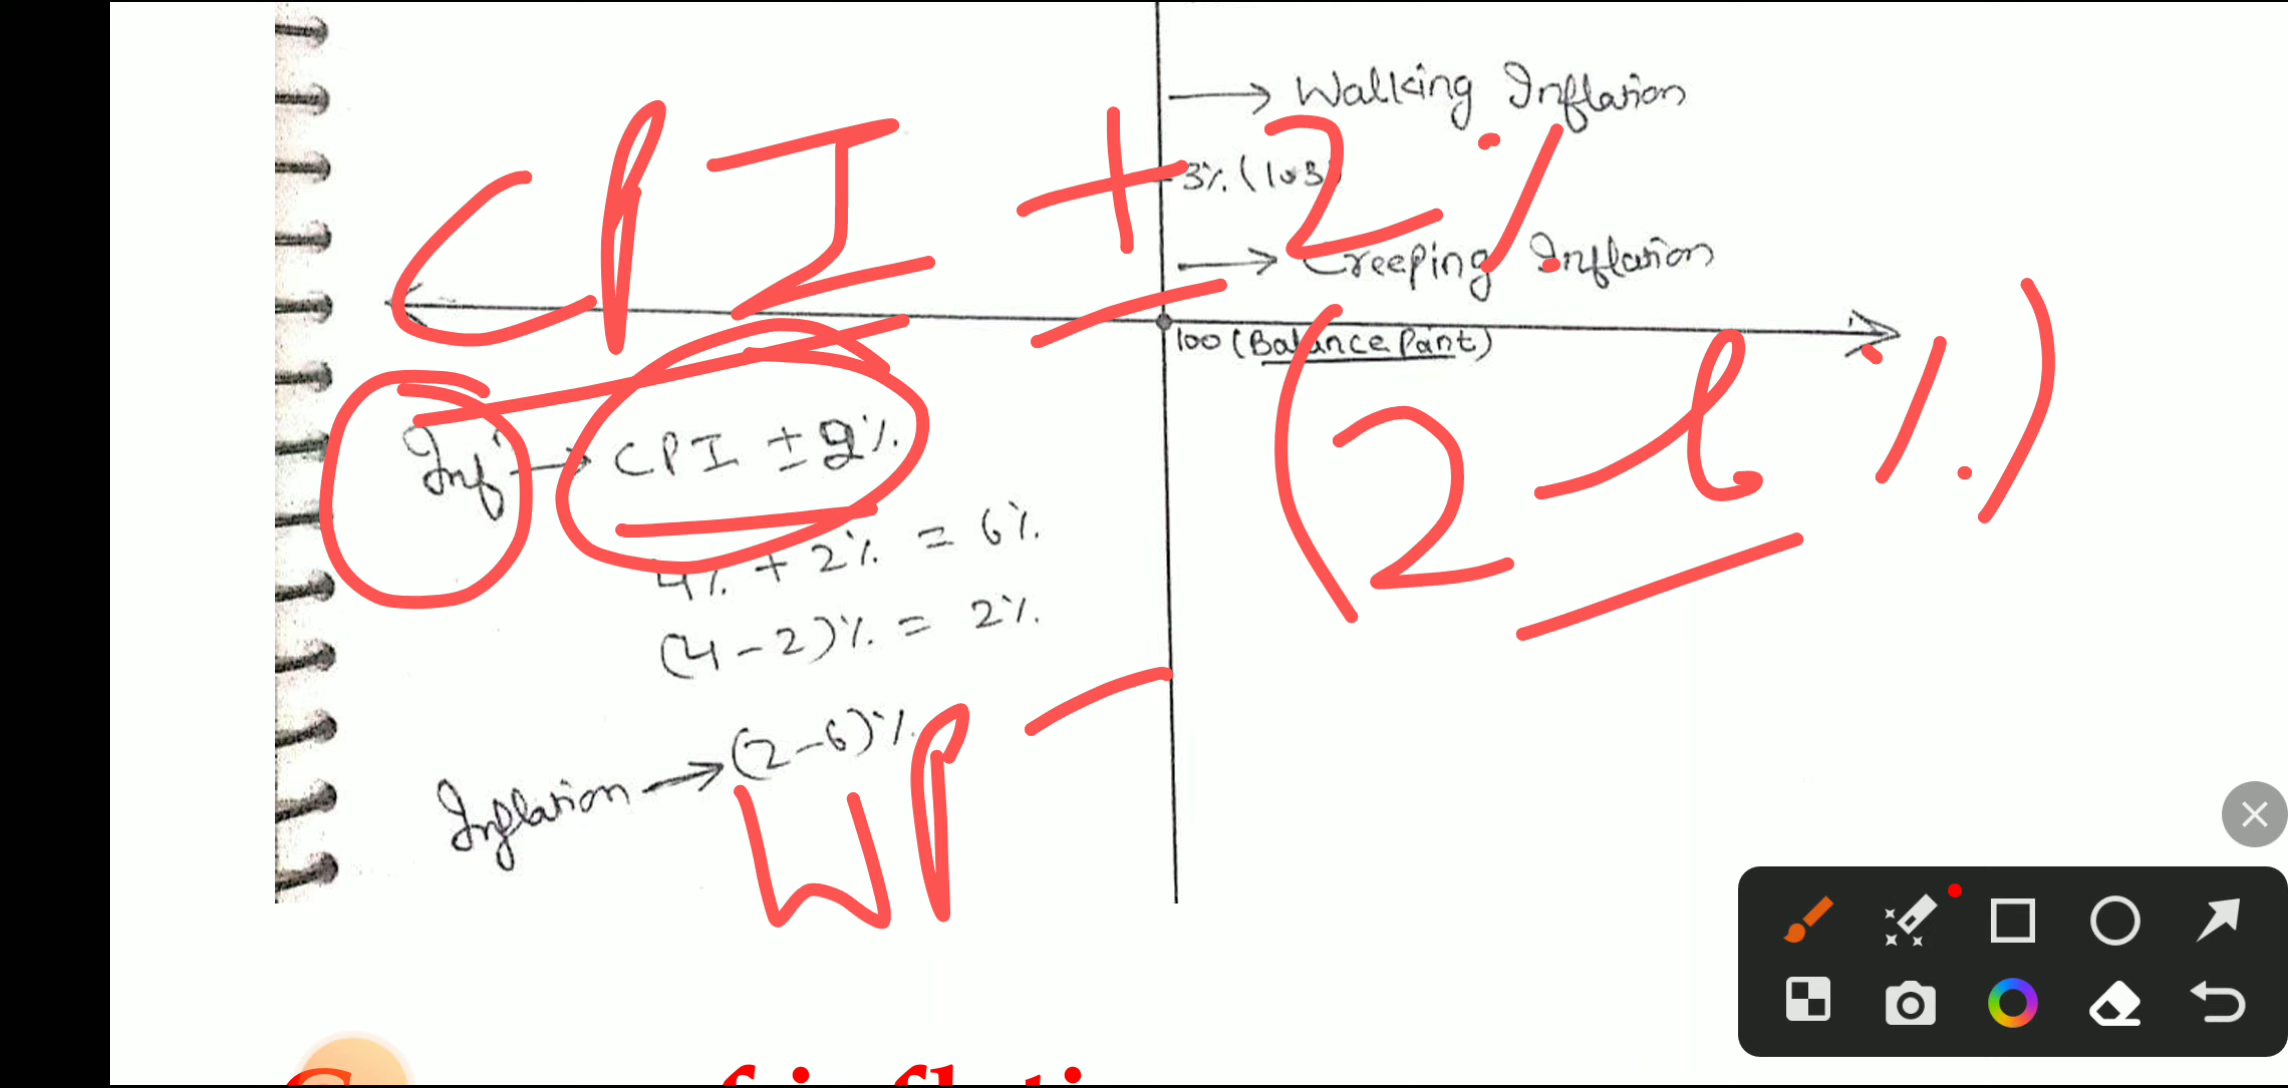 → Walking Inflation
CPI ± 2%
3% (103)
→ Creeping Inflation
100 (Balance Point)
(2-6%)
Inf → CPI ± 2%
4% + 2% = 6%
(4-2)% = 2%
Inflation → (2-6)%
WP